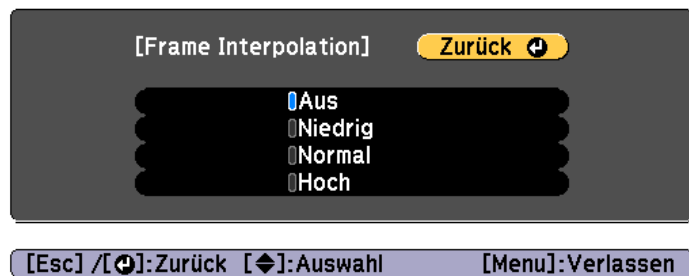 [Frame Interpolation] Zurück
Aus
Niedrig
Normal
Hoch
[Esc] /[⏎]:Zurück [◆]:Auswahl [Menu]:Verlassen